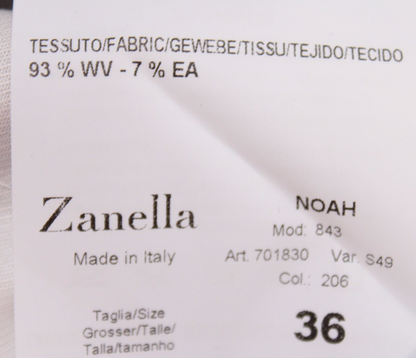 TESSUTO/FABRIC/GEWEBE/TISSU/TEJIDO/TECIDO
93 % WV - 7 % EA
Zanella
Made in Italy
NOAH
Mod: 843
Art. 701830 Var. S49
Col.: 206
Taglia/Size
Grosser/Talle/
Talla/tamanho
36